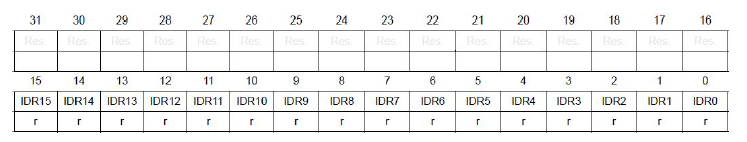 31 30 29 28 27 26 25 24 23 22 21 20 19 18 17 16
Res. Res. Res. Res. Res. Res. Res. Res. Res. Res. Res. Res. Res. Res. Res. Res.
15 14 13 12 11 10 9 8 7 6 5 4 3 2 1 0
IDR15 IDR14 IDR13 IDR12 IDR11 IDR10 IDR9 IDR8 IDR7 IDR6 IDR5 IDR4 IDR3 IDR2 IDR1 IDR0
r r r r r r r r r r r r r r r r